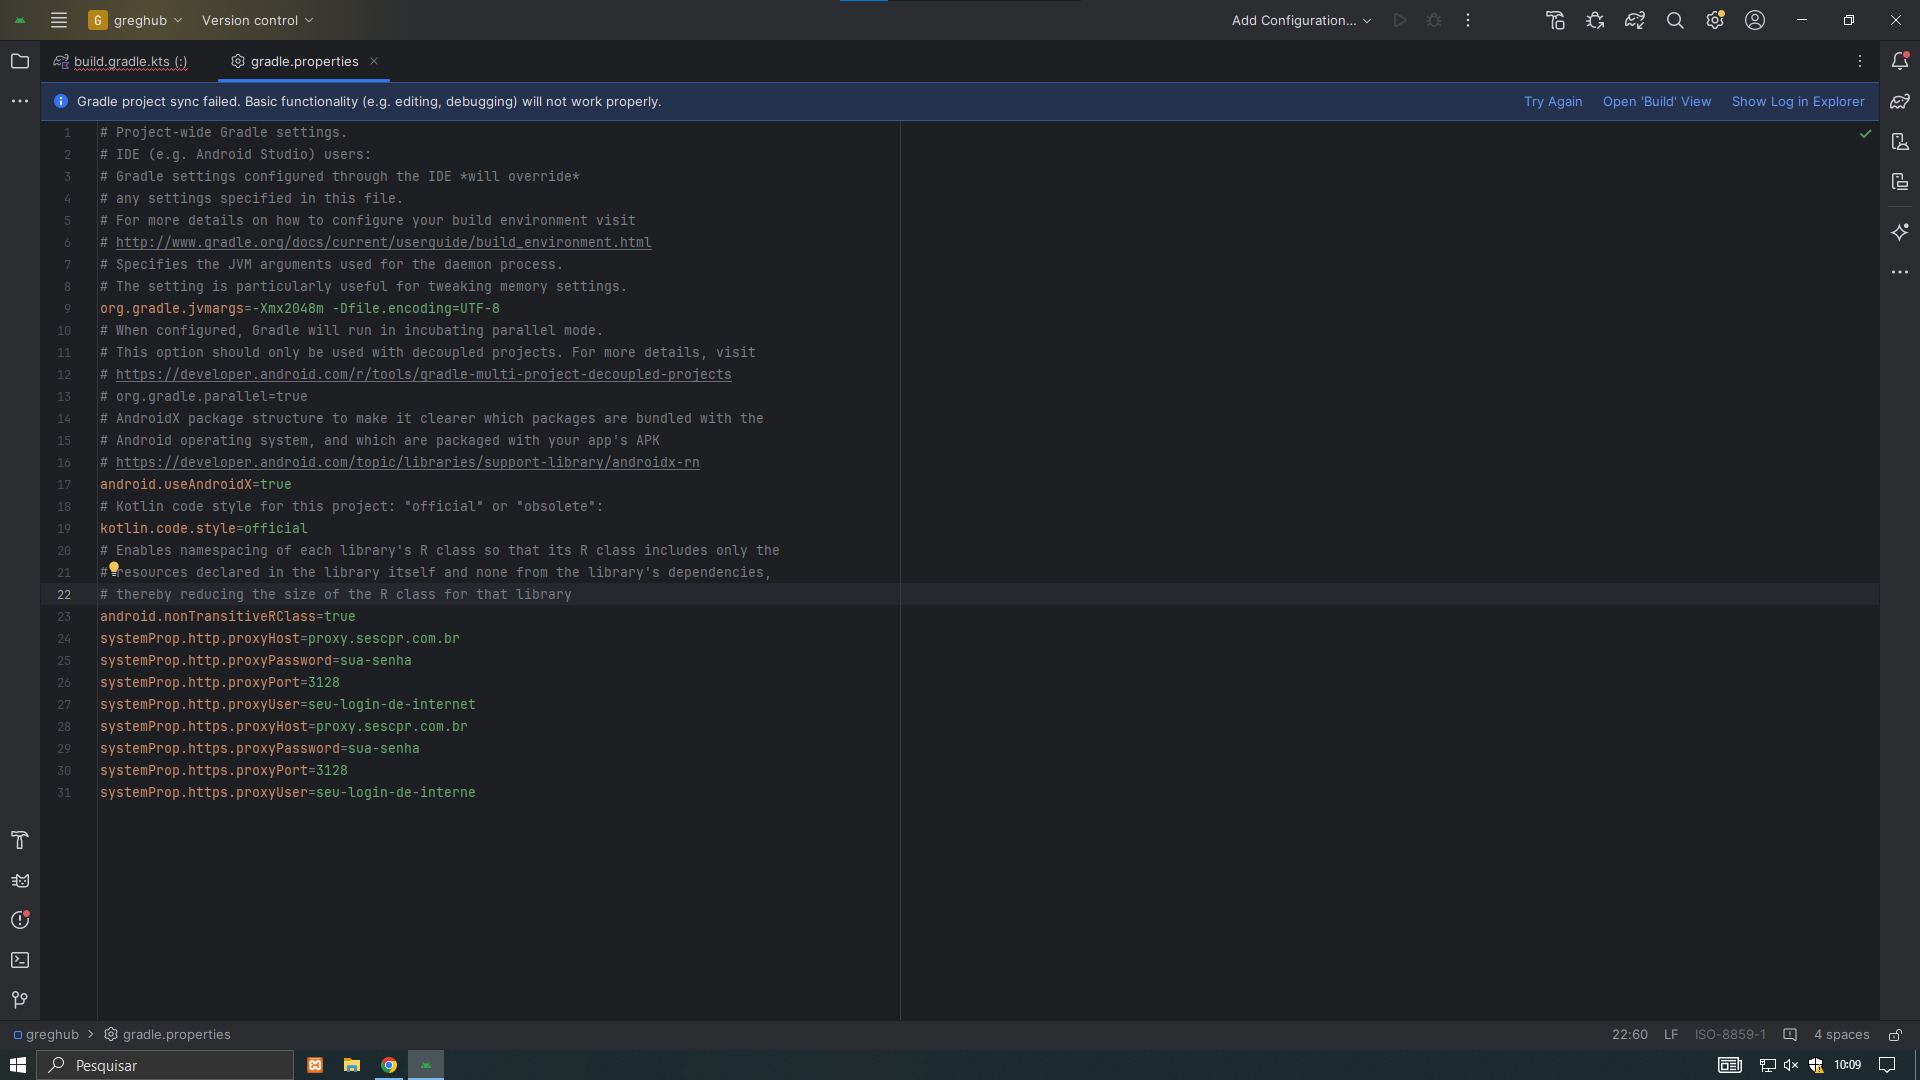 G greghub Version control Add Configuration...
build.gradle.kts (:) gradle.properties
Gradle project sync failed. Basic functionality (e.g. editing, debugging) will not work properly. Try Again Open 'Build' View Show Log in Explorer
1 # Project-wide Gradle settings.
2 # IDE (e.g. Android Studio) users:
3 # Gradle settings configured through the IDE *will override*
4 # any settings specified in this file.
5 # For more details on how to configure your build environment visit
6 # http://www.gradle.org/docs/current/userguide/build_environment.html
7 # Specifies the JVM arguments used for the daemon process.
8 # The setting is particularly useful for tweaking memory settings.
9 org.gradle.jvmargs=-Xmx2048m -Dfile.encoding=UTF-8
10 # When configured, Gradle will run in incubating parallel mode.
11 # This option should only be used with decoupled projects. For more details, visit
12 # https://developer.android.com/r/tools/gradle-multi-project-decoupled-projects
13 # org.gradle.parallel=true
14 # AndroidX package structure to make it clearer which packages are bundled with the
15 # Android operating system, and which are packaged with your app's APK
16 # https://developer.android.com/topic/libraries/support-library/androidx-rn
17 android.useAndroidX=true
18 # Kotlin code style for this project: "official" or "obsolete":
19 kotlin.code.style=official
20 # Enables namespacing of each library's R class so that its R class includes only the
21 # resources declared in the library itself and none from the library's dependencies,
22 # thereby reducing the size of the R class for that library
23 android.nonTransitiveRClass=true
24 systemProp.http.proxyHost=proxy.sescpr.com.br
25 systemProp.http.proxyPassword=sua-senha
26 systemProp.http.proxyPort=3128
27 systemProp.http.proxyUser=seu-login-de-internet
28 systemProp.https.proxyHost=proxy.sescpr.com.br
29 systemProp.https.proxyPassword=sua-senha
30 systemProp.https.proxyPort=3128
31 systemProp.https.proxyUser=seu-login-de-interne
greghub > gradle.properties 22:60 LF ISO-8859-1 4 spaces
Pesquisar 10:09